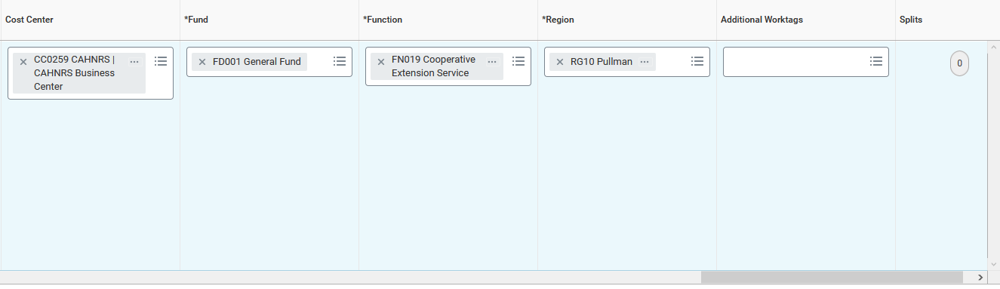 Cost Center
*Fund
*Function
*Region
Additional Worktags
Splits
CC0259 CAHNRS |
CAHNRS Business
Center
FD001 General Fund
FN019 Cooperative
Extension Service
RG10 Pullman
0